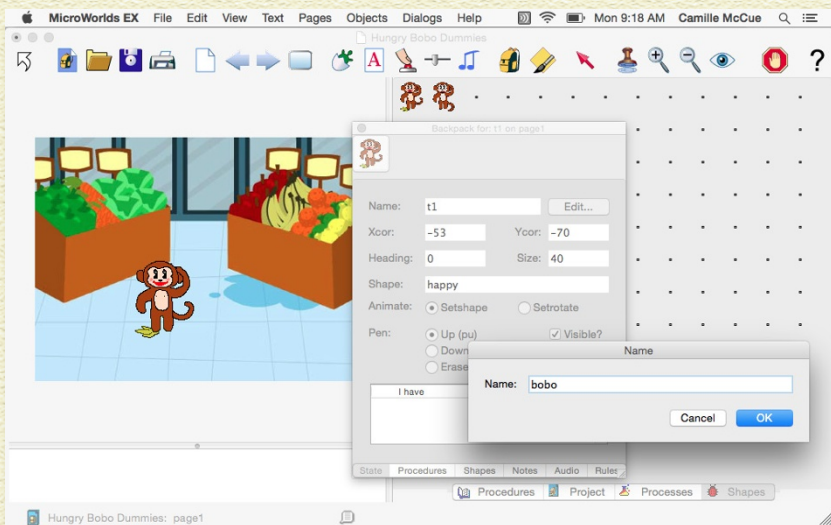 MicroWorlds EX File Edit View Text Pages Objects Dialogs Help Mon 9:18 AM Camille McCue
Hungry Bobo Dummies
A
?
Backpack for: t1 on page1
Name: t1 Edit...
Xcor: -53 Ycor: -70
Heading: 0 Size: 40
Shape: happy
Animate: Setshape Setrotate
Pen: Up (pu) Visible?
Down
Erase
I have
Name
Name: bobo
Cancel OK
State Procedures Shapes Notes Audio Rules
Procedures Project Processes Shapes
Hungry Bobo Dummies: page1